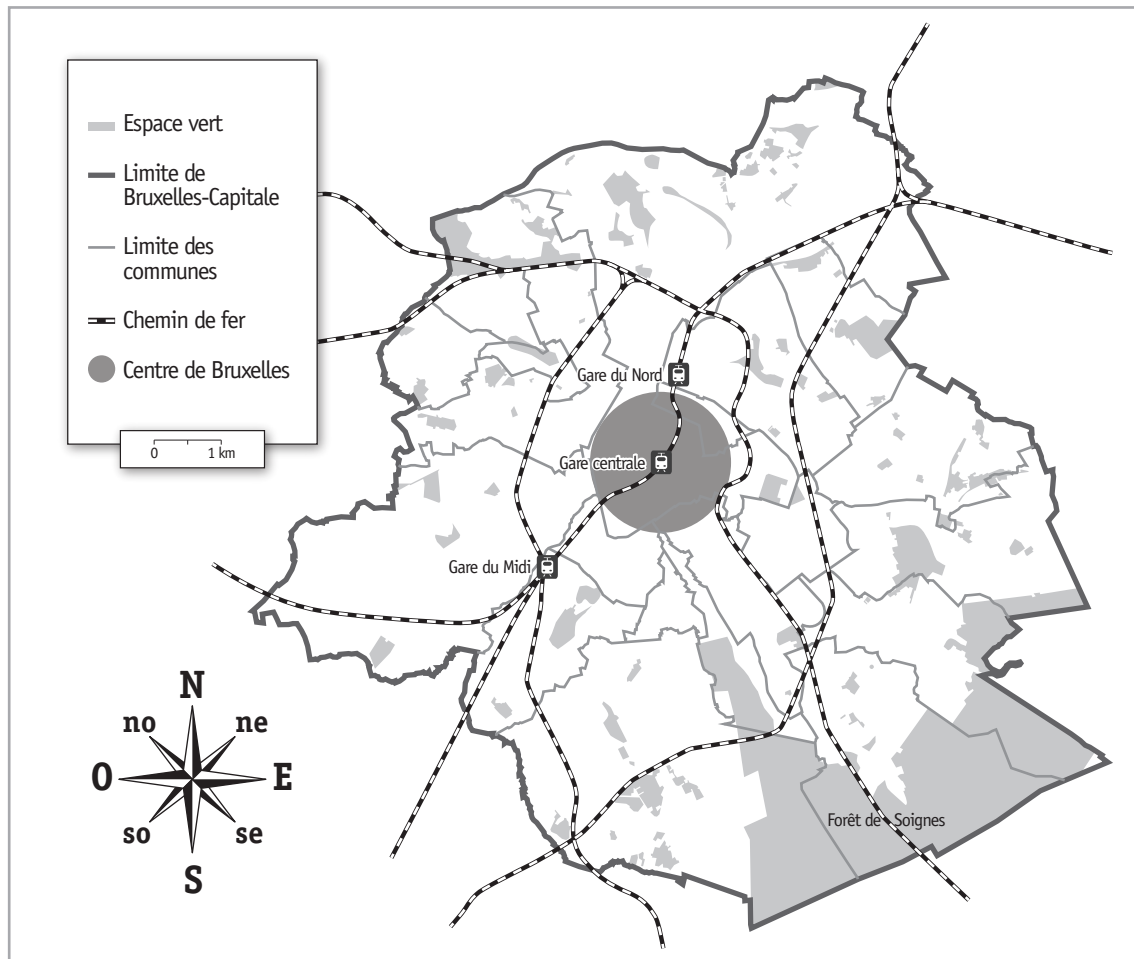 Espace vert
Limite de
Bruxelles-Capitale
Limite des
communes
Chemin de fer
Centre de Bruxelles
0 1 km
Gare du Nord
Gare centrale
Gare du Midi
Forêt de Soignes
N
no ne
O E
so se
S